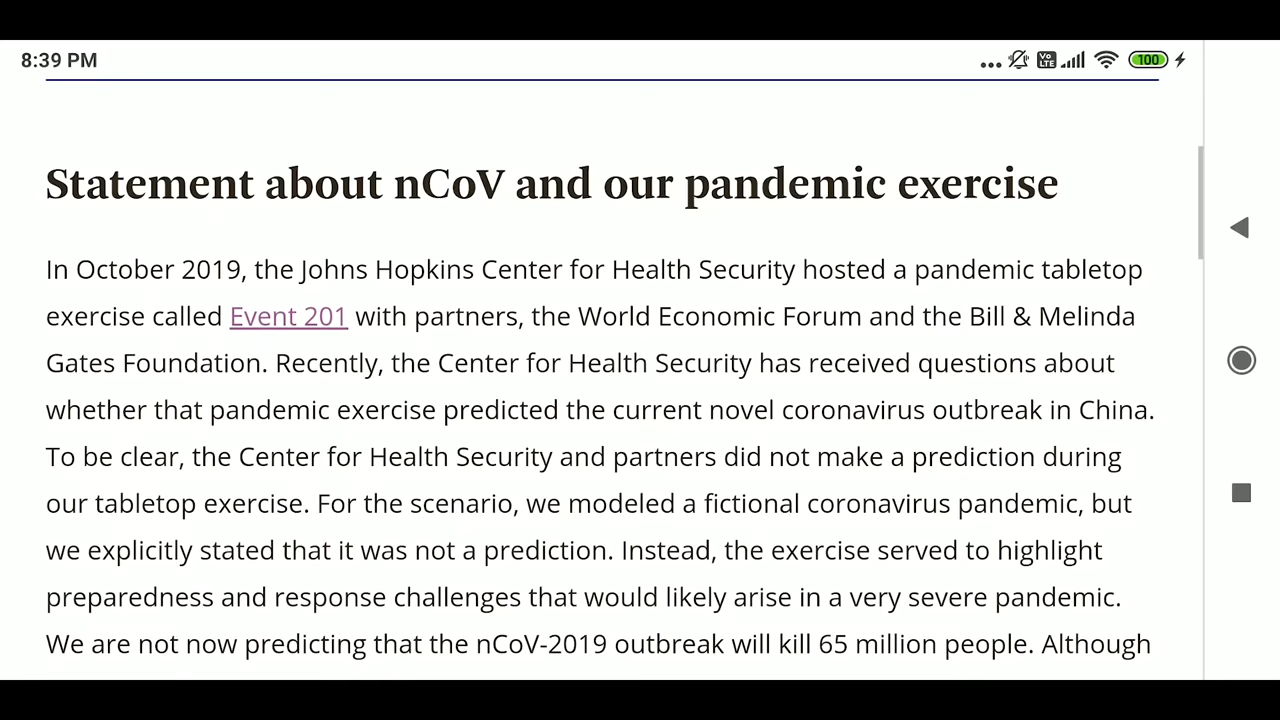 8:39 PM
Vo LTE
100
Statement about nCoV and our pandemic exercise
In October 2019, the Johns Hopkins Center for Health Security hosted a pandemic tabletop
exercise called Event 201 with partners, the World Economic Forum and the Bill & Melinda
Gates Foundation. Recently, the Center for Health Security has received questions about
whether that pandemic exercise predicted the current novel coronavirus outbreak in China.
To be clear, the Center for Health Security and partners did not make a prediction during
our tabletop exercise. For the scenario, we modeled a fictional coronavirus pandemic, but
we explicitly stated that it was not a prediction. Instead, the exercise served to highlight
preparedness and response challenges that would likely arise in a very severe pandemic.
We are not now predicting that the nCoV-2019 outbreak will kill 65 million people. Although